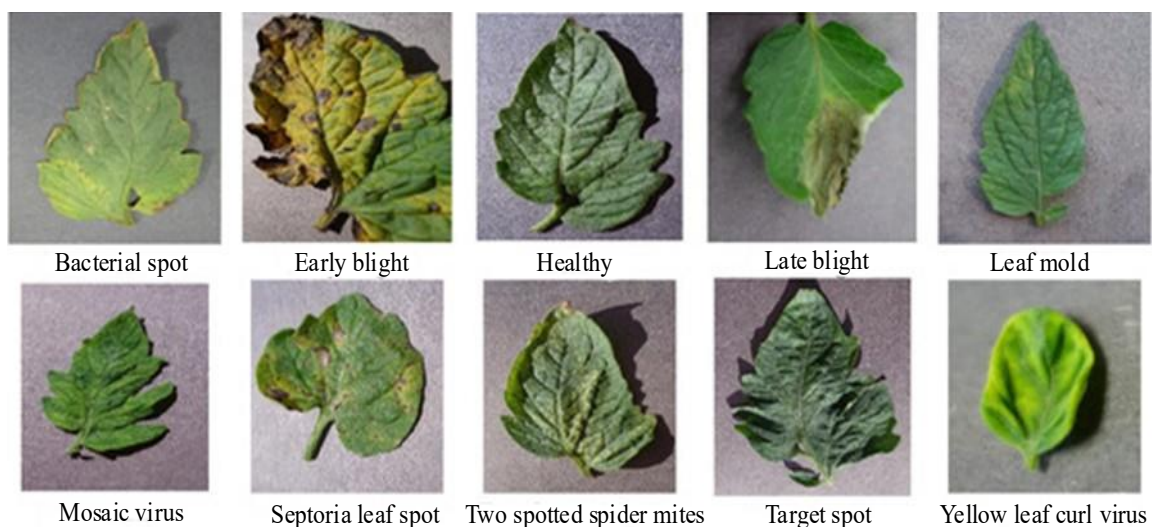 Bacterial spot
Early blight
Healthy
Late blight
Leaf mold
Mosaic virus
Septoria leaf spot
Two spotted spider mites
Target spot
Yellow leaf curl virus